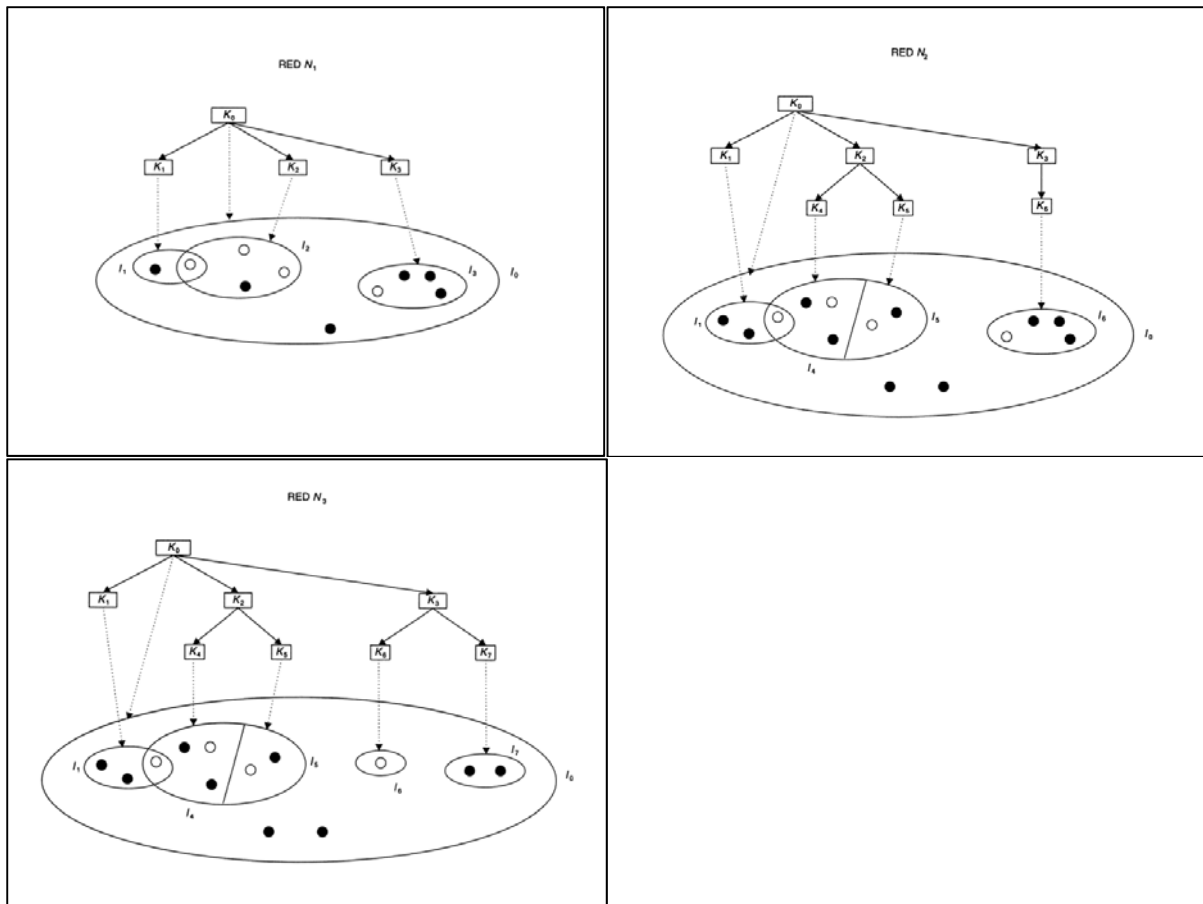 RED N₁
K₀
K₁ K₂ K₃
I₁ I₂ I₃ I₀
RED N₂
K₀
K₁ K₂ K₃
K₄ K₅ K₆
I₁ I₅ I₆ I₀
I₄
RED N₃
K₀
K₁ K₂ K₃
K₄ K₅ K₆ K₇
I₁ I₅ I₇ I₀
I₄ I₆